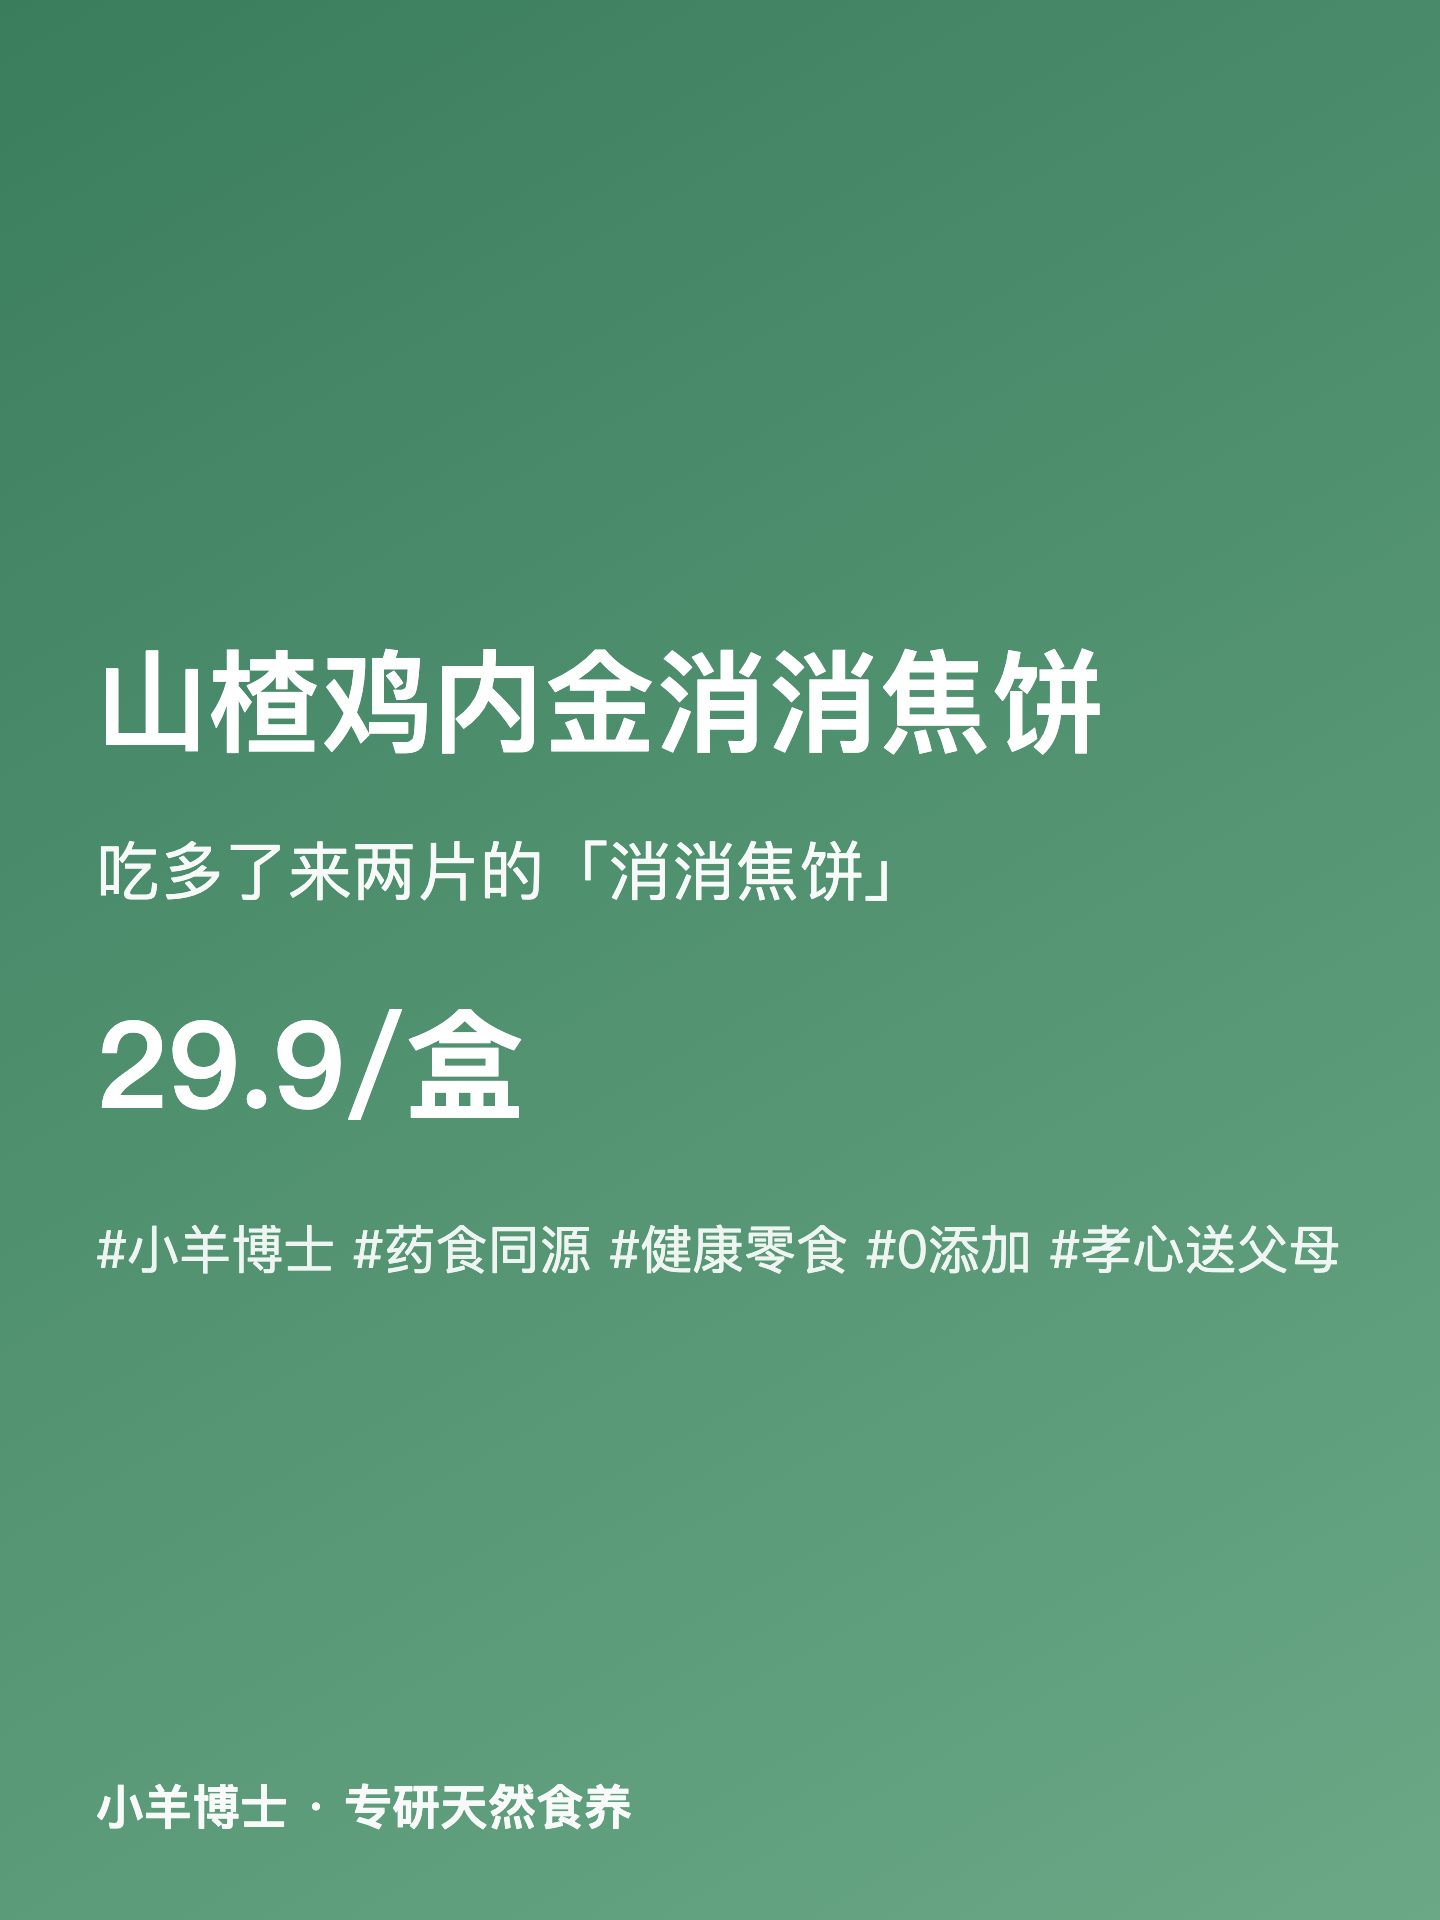 山楂鸡内金消消焦饼
吃多了来两片的「消消焦饼」
29.9/盒
#小羊博士 #药食同源 #健康零食 #0添加 #孝心送父母
小羊博士 · 专研天然食养